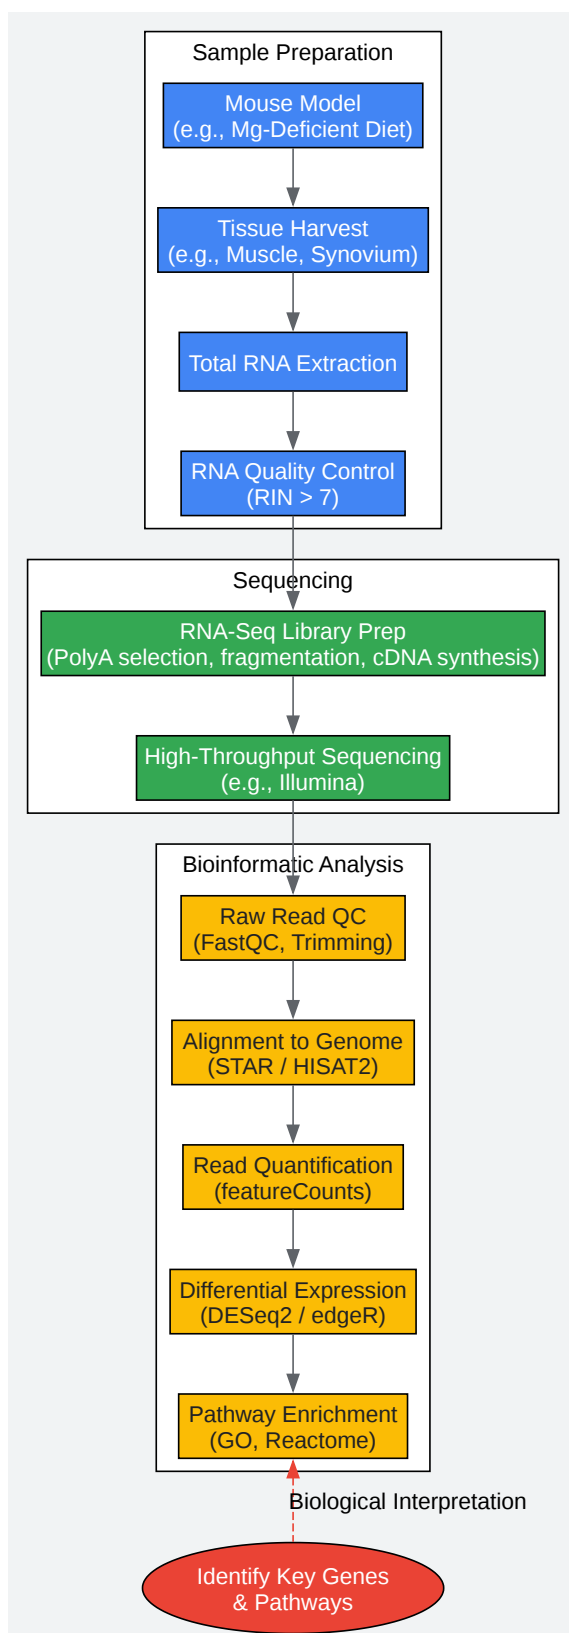 Sample Preparation
Mouse Model
(e.g., Mg-Deficient Diet)
Tissue Harvest
(e.g., Muscle, Synovium)
Total RNA Extraction
RNA Quality Control
(RIN > 7)
Sequencing
RNA-Seq Library Prep
(PolyA selection, fragmentation, cDNA synthesis)
High-Throughput Sequencing
(e.g., Illumina)
Bioinformatic Analysis
Raw Read QC
(FastQC, Trimming)
Alignment to Genome
(STAR / HISAT2)
Read Quantification
(featureCounts)
Differential Expression
(DESeq2 / edgeR)
Pathway Enrichment
(GO, Reactome)
Biological Interpretation
Identify Key Genes
& Pathways